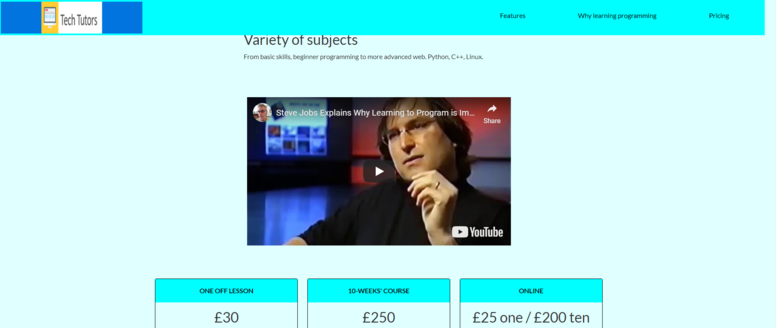 Tech Tutors
Features
Why learning programming
Pricing
Variety of subjects
From basic skills, beginner programming to more advanced web. Python, C++, Linux,
Steve Jobs Explains Why Learning to Program is Im...
Share
YouTube
ONE OFF LESSON
10-WEEKS' COURSE
ONLINE
£30
£250
£25 one / £200 ten